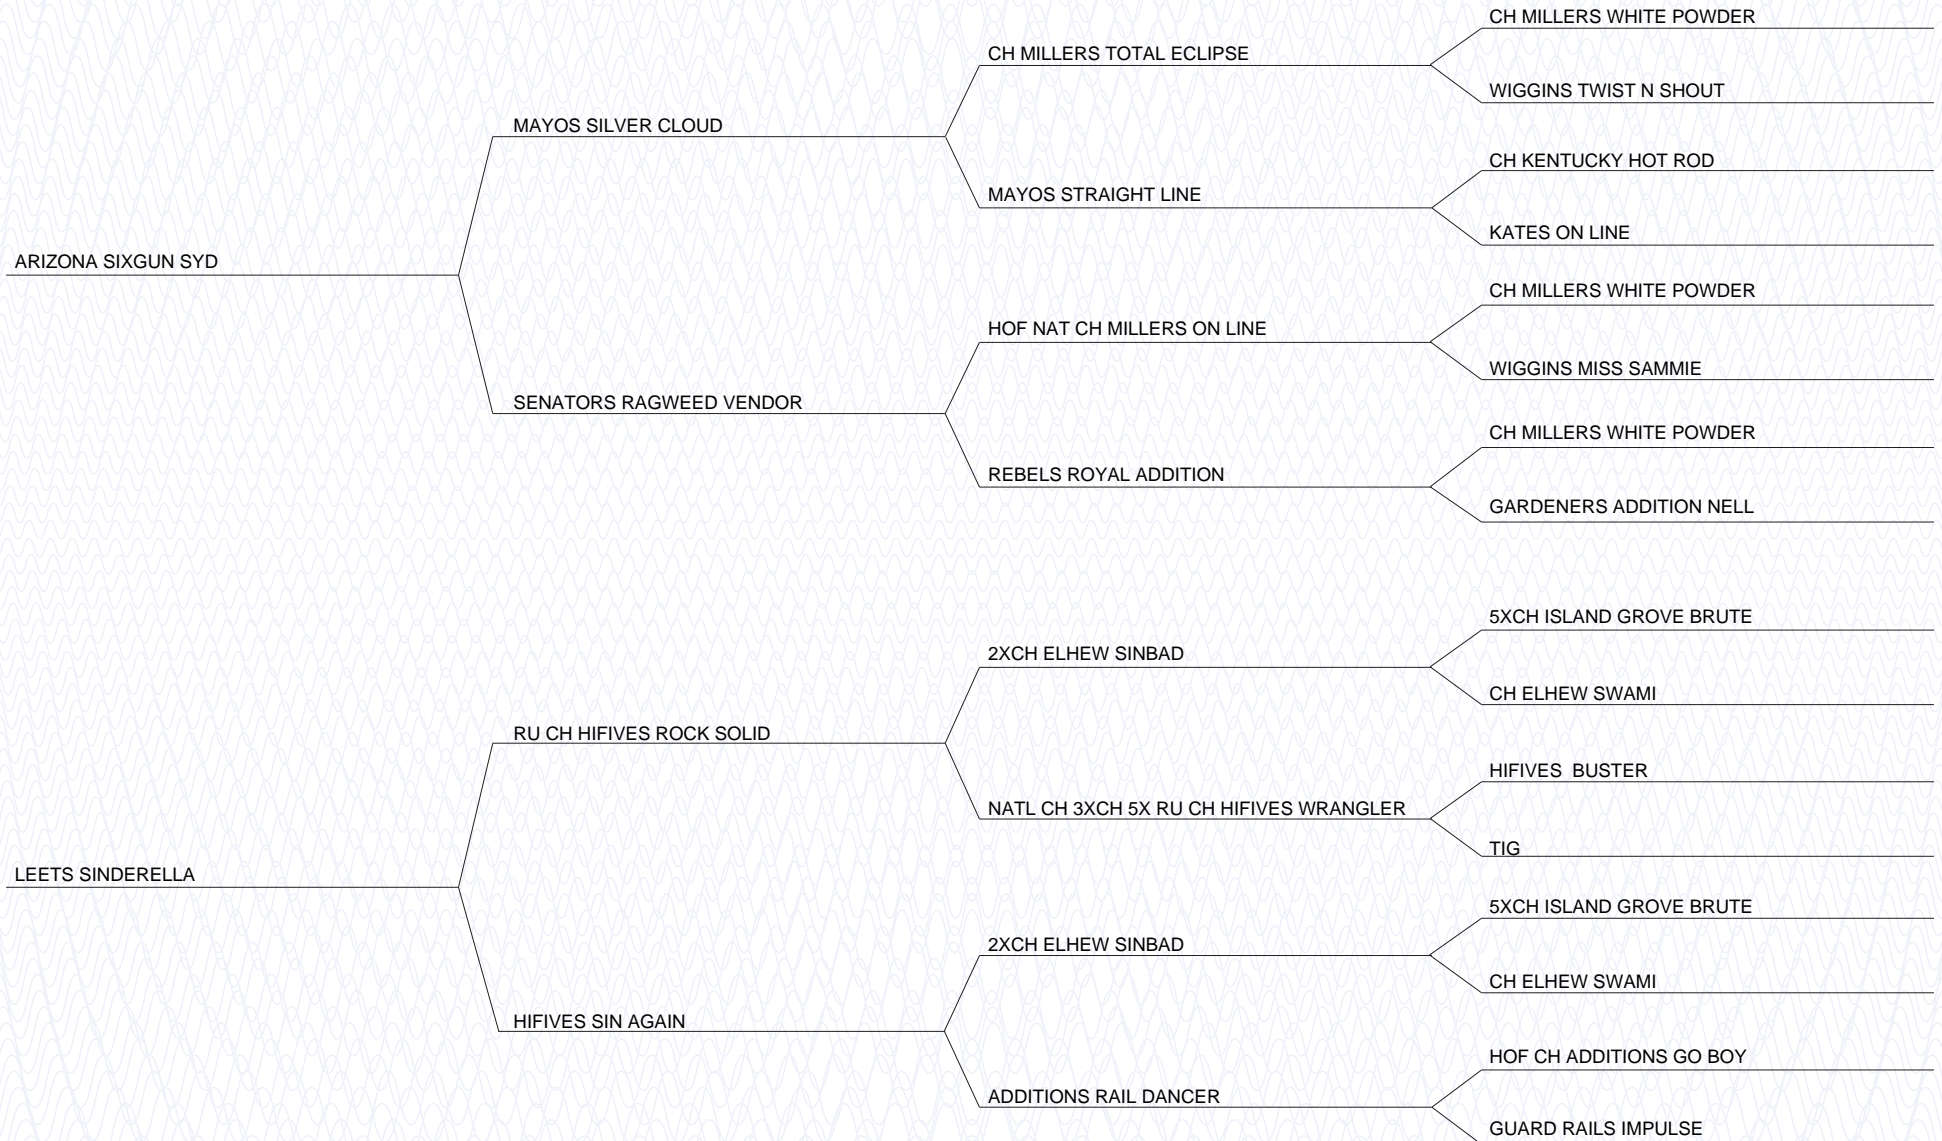 CH MILLERS WHITE POWDER
CH MILLERS TOTAL ECLIPSE
WIGGINS TWIST N SHOUT
MAYOS SILVER CLOUD
CH KENTUCKY HOT ROD
MAYOS STRAIGHT LINE
KATES ON LINE
ARIZONA SIXGUN SYD
CH MILLERS WHITE POWDER
HOF NAT CH MILLERS ON LINE
WIGGINS MISS SAMMIE
SENATORS RAGWEED VENDOR
CH MILLERS WHITE POWDER
REBELS ROYAL ADDITION
GARDENERS ADDITION NELL
5XCH ISLAND GROVE BRUTE
2XCH ELHEW SINBAD
CH ELHEW SWAMI
RU CH HIFIVES ROCK SOLID
HIFIVES  BUSTER
NATL CH 3XCH 5X RU CH HIFIVES WRANGLER
TIG
LEETS SINDERELLA
5XCH ISLAND GROVE BRUTE
2XCH ELHEW SINBAD
CH ELHEW SWAMI
HIFIVES SIN AGAIN
HOF CH ADDITIONS GO BOY
ADDITIONS RAIL DANCER
GUARD RAILS IMPULSE